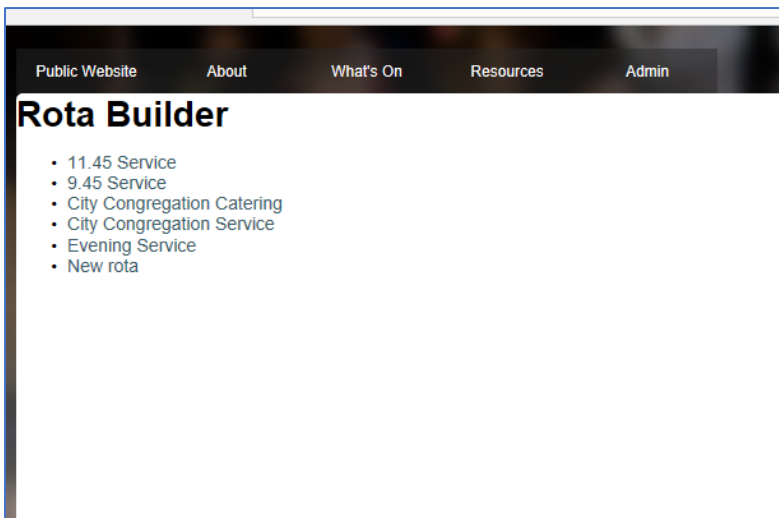 Public Website About What's On Resources Admin
Rota Builder
• 11.45 Service
• 9.45 Service
• City Congregation Catering
• City Congregation Service
• Evening Service
• New rota